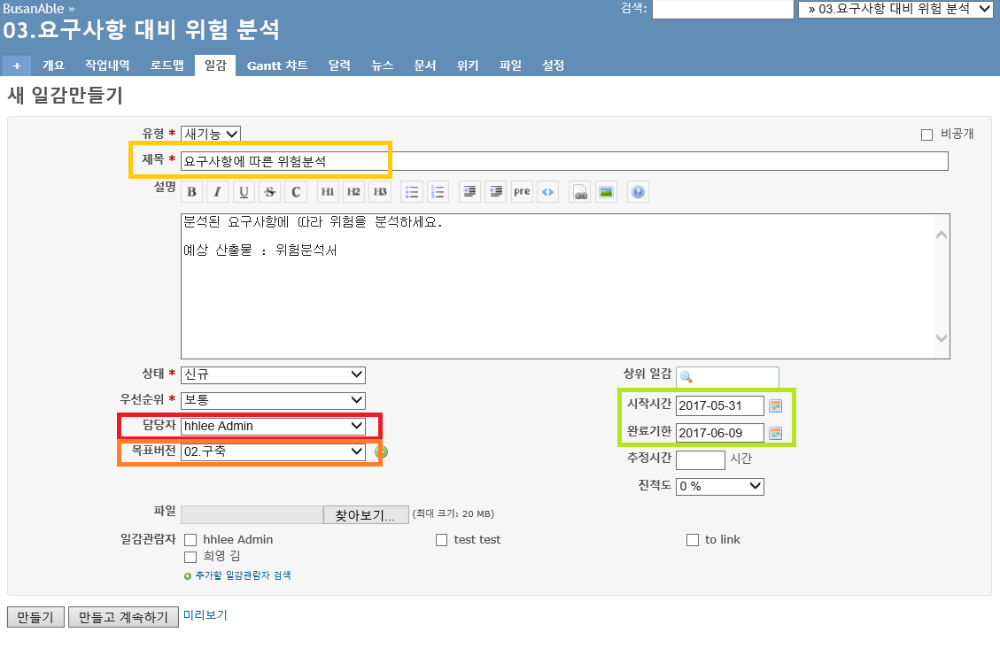 BusanAble »
검색:
» 03.요구사항 대비 위험 분석
03.요구사항 대비 위험 분석
+ 개요 작업내역 로드맵 일감 Gantt 차트 달력 뉴스 문서 위키 파일 설정
새 일감만들기
유형 * 새기능
비공개
제목 * 요구사항에 따른 위험분석
설명 B I U S C H1 H2 H3 pre <> ?
분석된 요구사항에 따라 위험을 분석하세요.
예상 산출물 : 위험분석서
상태 * 신규
상위 일감
우선순위 * 보통
시작시간 2017-05-31
담당자 hhlee Admin
완료기한 2017-06-09
목표버전 02.구축
추정시간 시간
진척도 0 %
파일 찾아보기... (최대 크기: 20 MB)
일감관람자 hhlee Admin test test to link
희영 김
추가할 일감관람자 검색
만들기 만들고 계속하기 미리보기